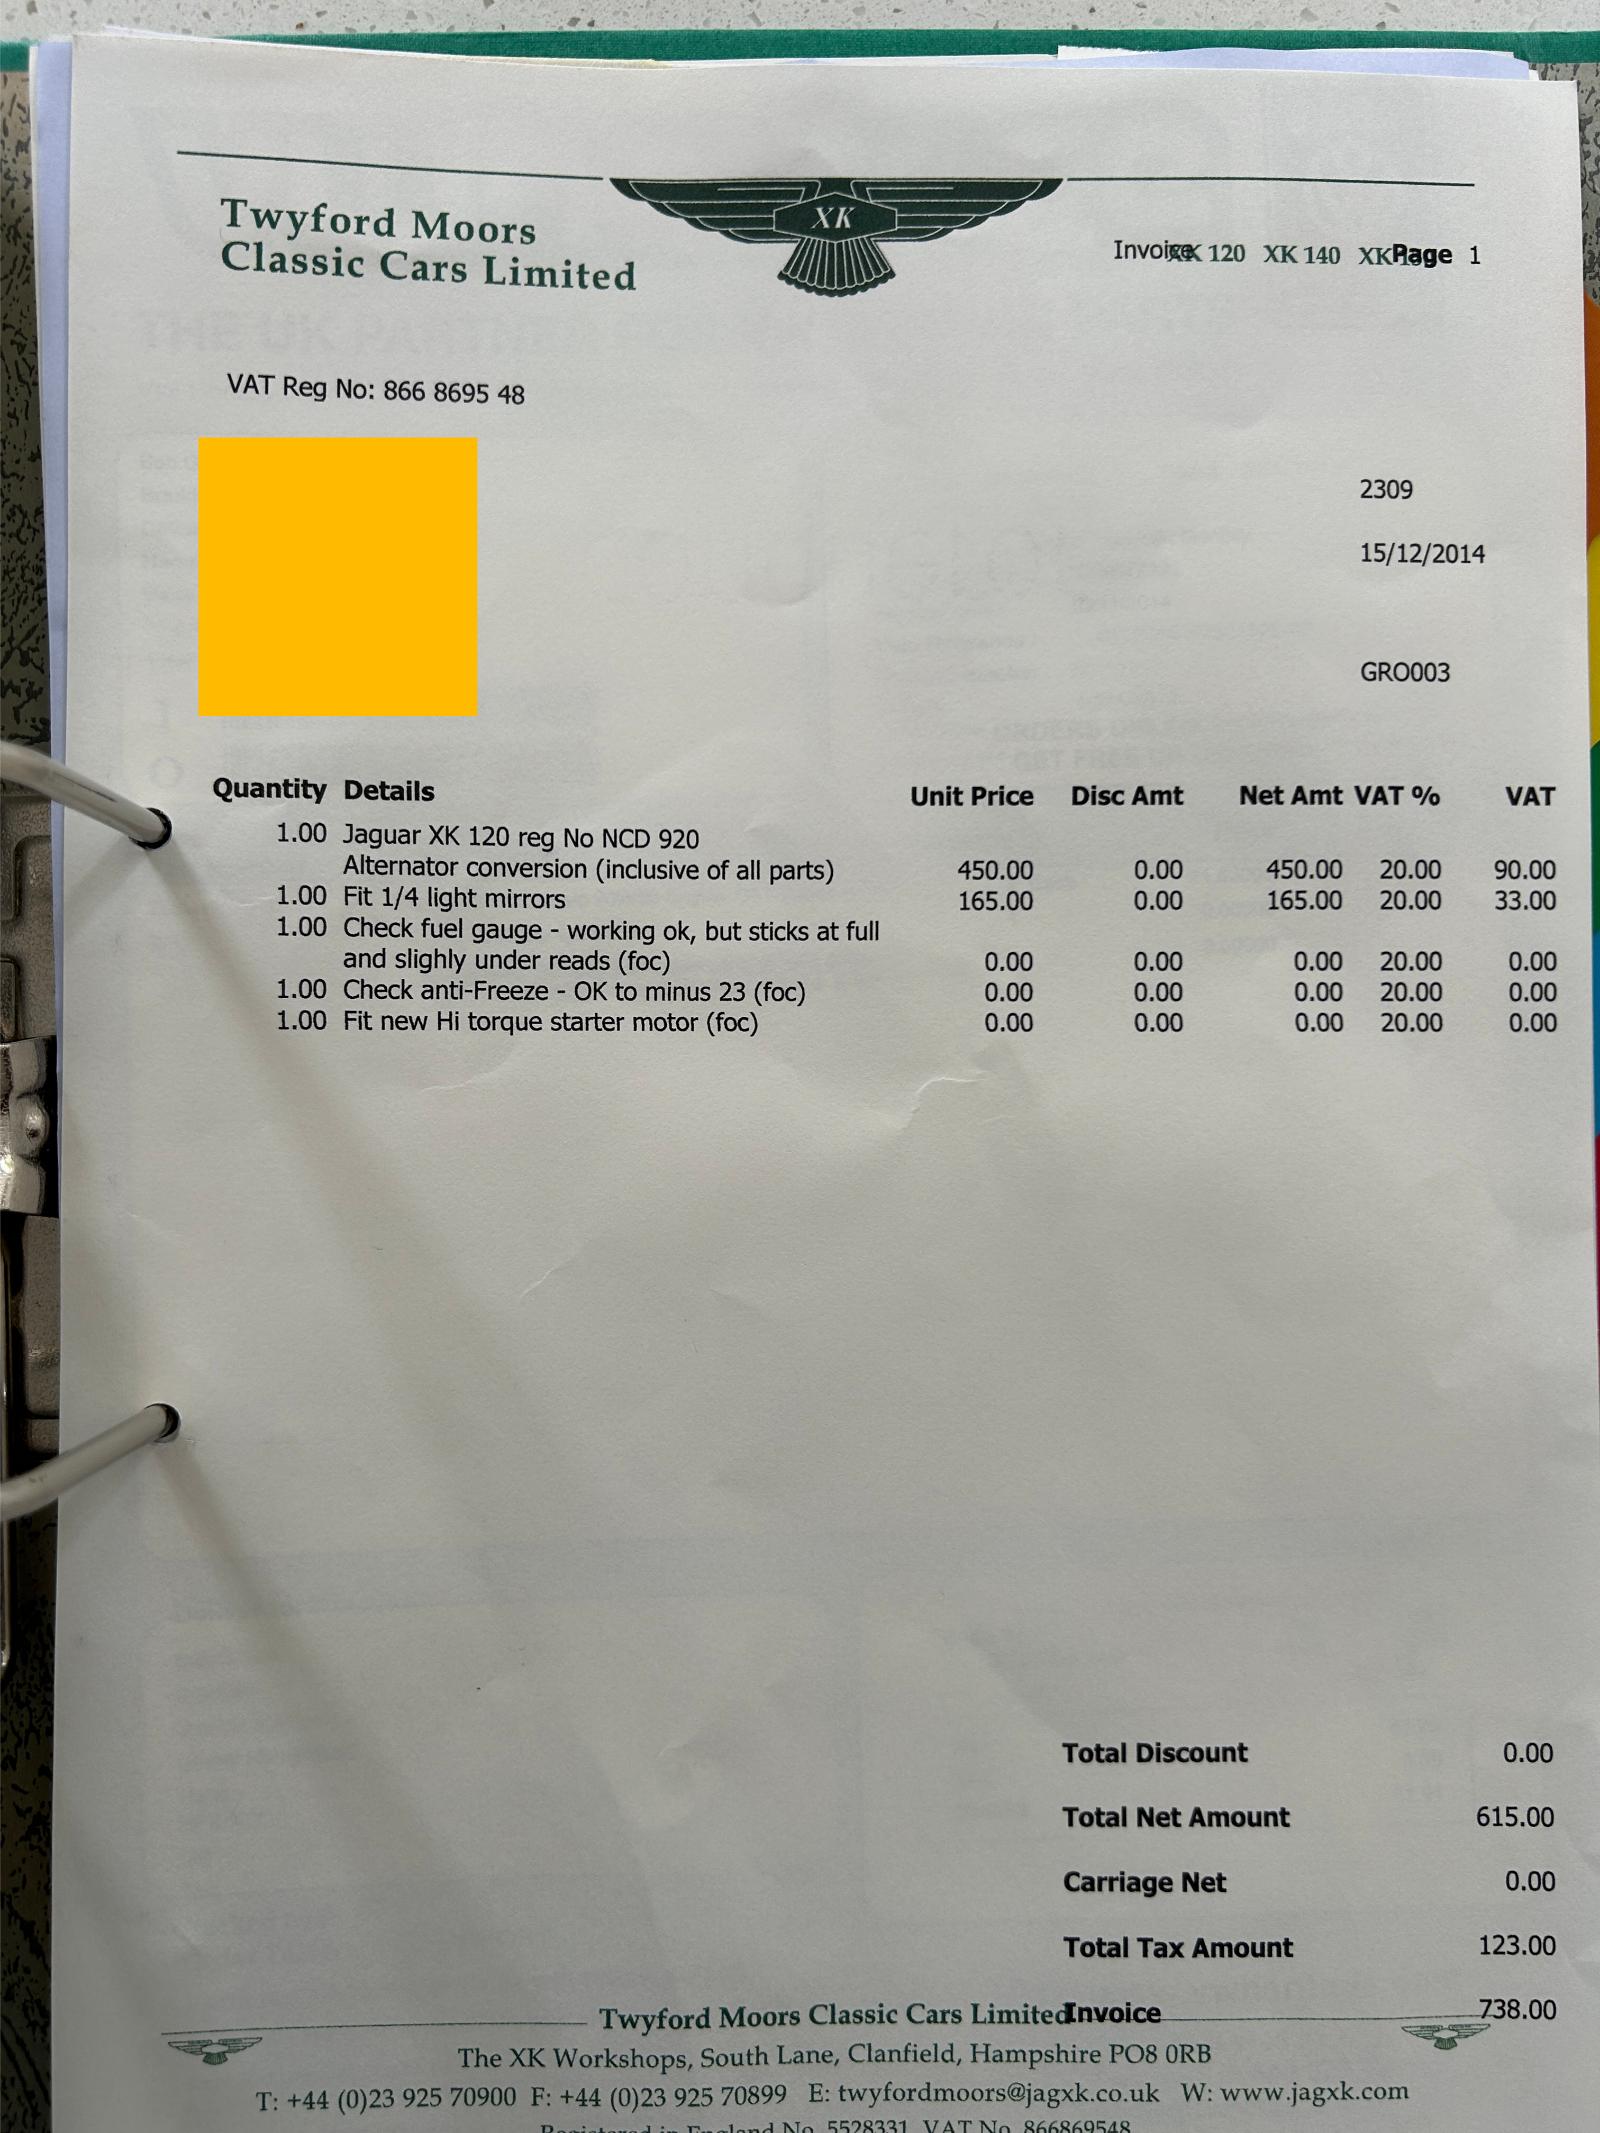 Twyford Moors
Classic Cars Limited
XK
Invoice XK 120 XK 140 Page 1
VAT Reg No: 866 8695 48
2309
15/12/2014
GRO003
Quantity Details Unit Price Disc Amt Net Amt VAT % VAT
1.00 Jaguar XK 120 reg No NCD 920
Alternator conversion (inclusive of all parts) 450.00 0.00 450.00 20.00 90.00
1.00 Fit 1/4 light mirrors 165.00 0.00 165.00 20.00 33.00
1.00 Check fuel gauge - working ok, but sticks at full
and slighly under reads (foc) 0.00 0.00 0.00 20.00 0.00
1.00 Check anti-Freeze - OK to minus 23 (foc) 0.00 0.00 0.00 20.00 0.00
1.00 Fit new Hi torque starter motor (foc) 0.00 0.00 0.00 20.00 0.00
Total Discount 0.00
Total Net Amount 615.00
Carriage Net 0.00
Total Tax Amount 123.00
Twyford Moors Classic Cars Limited Invoice 738.00
The XK Workshops, South Lane, Clanfield, Hampshire PO8 0RB
T: +44 (0)23 925 70900 F: +44 (0)23 925 70899 E: twyfordmoors@jagxk.co.uk W: www.jagxk.com
Registered in England No. 5528331 VAT No. 866869548